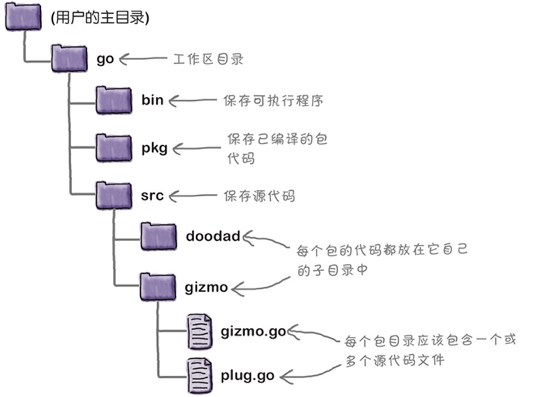 (用户的主目录)
go
工作区目录
bin
保存可执行程序
pkg
保存已编译的包
代码
src
保存源代码
doodad
每个包的代码都放在它自己
的子目录中
gizmo
gizmo.go
每个包目录应该包含一个或
多个源代码文件
plug.go